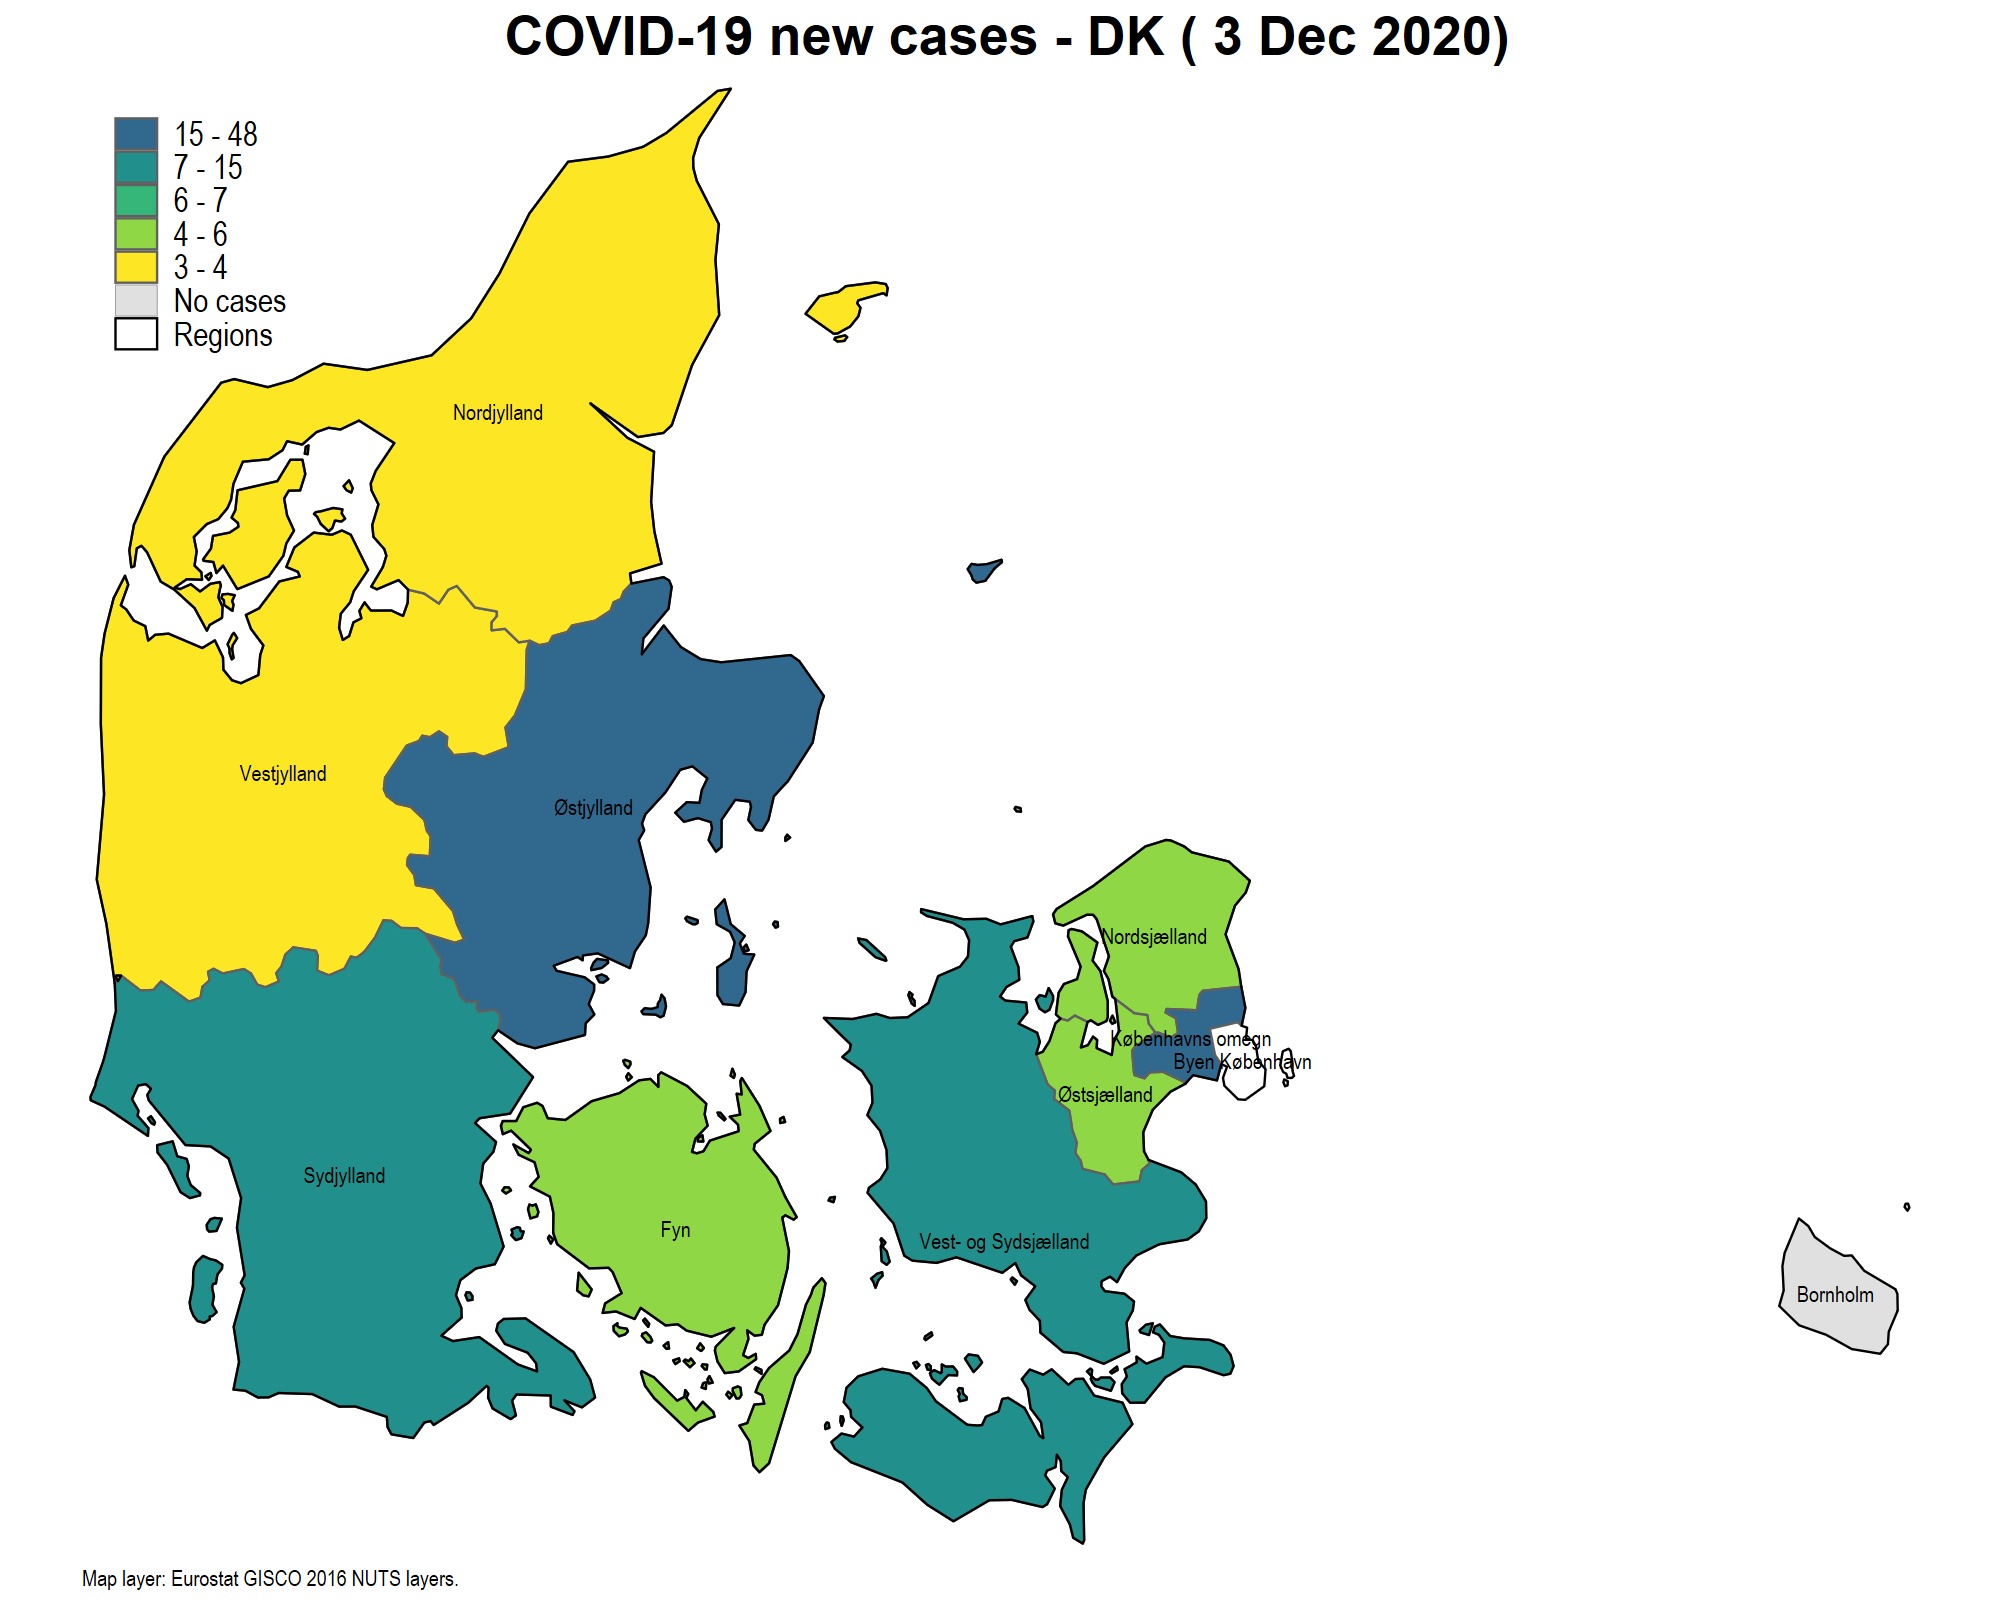 COVID-19 new cases - DK ( 3 Dec 2020)
15 - 48
7 - 15
6 - 7
4 - 6
3 - 4
No cases
Regions
Nordjylland
Vestjylland
Østjylland
Nordsjælland
Københavns omegn
Byen København
Østsjælland
Sydjylland
Fyn
Vest- og Sydsjælland
Bornholm
Map layer: Eurostat GISCO 2016 NUTS layers.